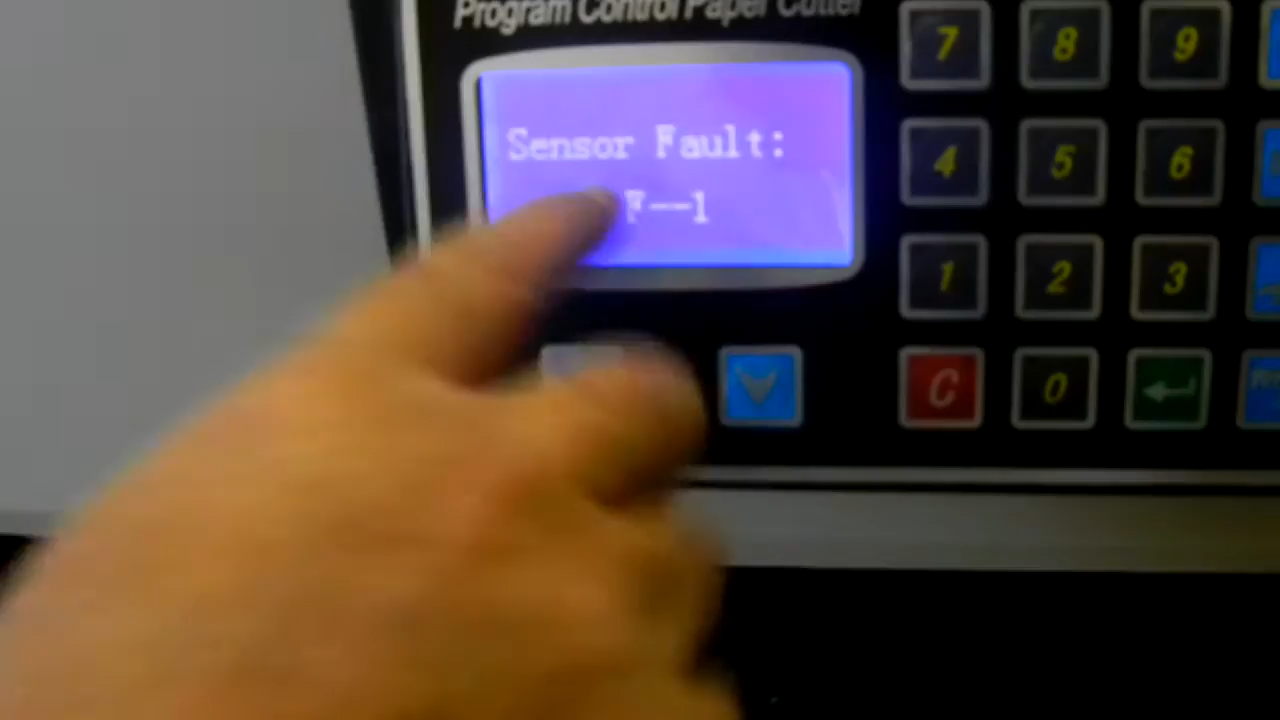 Program Control Paper Cutter
Sensor Fault:
F--1
7 8 9
4 5 6
1 2 3
C 0